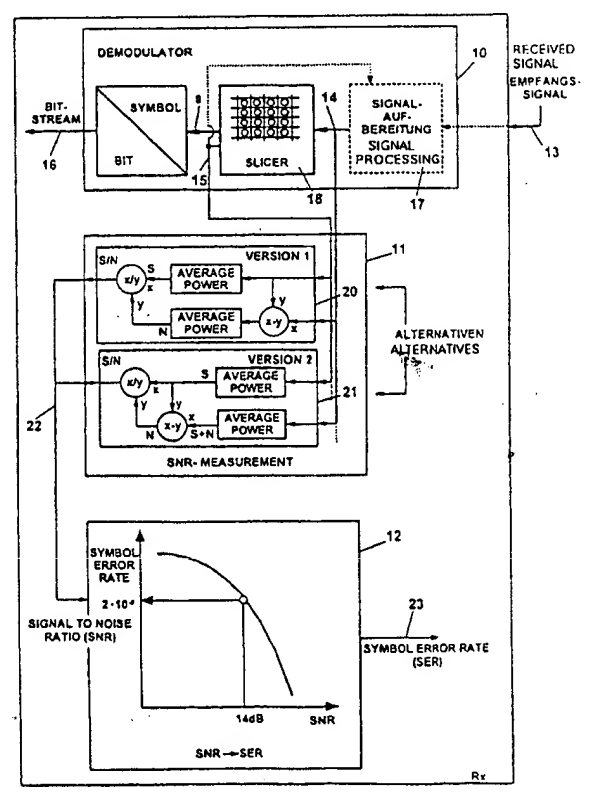 DEMODULATOR
10
RECEIVED
SIGNAL
EMPFANGS-
SIGNAL
BIT-
STREAM
16
SYMBOL
BIT
8
15
SLICER
18
14
SIGNAL-
AUF-
BEREITUNG
SIGNAL
PROCESSING
17
13
11
VERSION 1
S/N
x/y
S
x
y
AVERAGE
POWER
20
N
AVERAGE
POWER
y
x-y
x
ALTERNATIVEN
ALTERNATIVES
VERSION 2
S/N
x/y
x
y
S
AVERAGE
POWER
21
y
x-y
N
x
S+N
AVERAGE
POWER
22
SNR-MEASUREMENT
12
SYMBOL
ERROR
RATE
SIGNAL TO NOISE
RATIO (SNR)
14dB
SNR
SNR→SER
23
SYMBOL ERROR RATE
(SER)
Rx